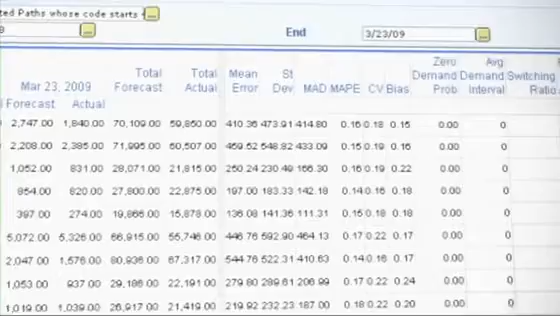 ted Paths whose code starts
End 3/23/09
Zero Avg
Mar 23, 2009 Total Total Mean St Demand Demand Switching
Forecast Actual Forecast Actual Error Dev MAD MAPE CV Bias Prob Interval Ratio
2,747.00 1,840.00 70,109.00 59,850.00 410.36 473.91 414.80 0.16 0.18 0.15 0.00 0
2,208.00 2,385.00 71,995.00 60,507.00 459.52 548.82 433.09 0.15 0.19 0.16 0.00 0
1,052.00 831.00 28,071.00 21,815.00 250.24 230.49 0.16 0.19 0.22 0.00 0
854.00 820.00 27,800.00 22,875.00 197.00 183.33 142.18 0.14 0.16 0.18 0.00 0
397.00 274.00 19,866.00 15,878.00 136.08 141.36 111.31 0.15 0.18 0.18 0.00 0
5,072.00 5,326.00 66,915.00 55,746.00 446.76 592.90 464.13 0.17 0.22 0.17 0.00 0
2,047.00 1,576.00 80,936.00 67,317.00 544.76 522.31 410.63 0.14 0.16 0.17 0.00 0
1,053.00 937.00 29,186.00 22,191.00 279.80 289.61 206.99 0.17 0.22 0.24 0.00 0
1,019.00 1,039.00 26,917.00 21,419.00 219.92 232.23 187.00 0.18 0.22 0.20 0.00 0